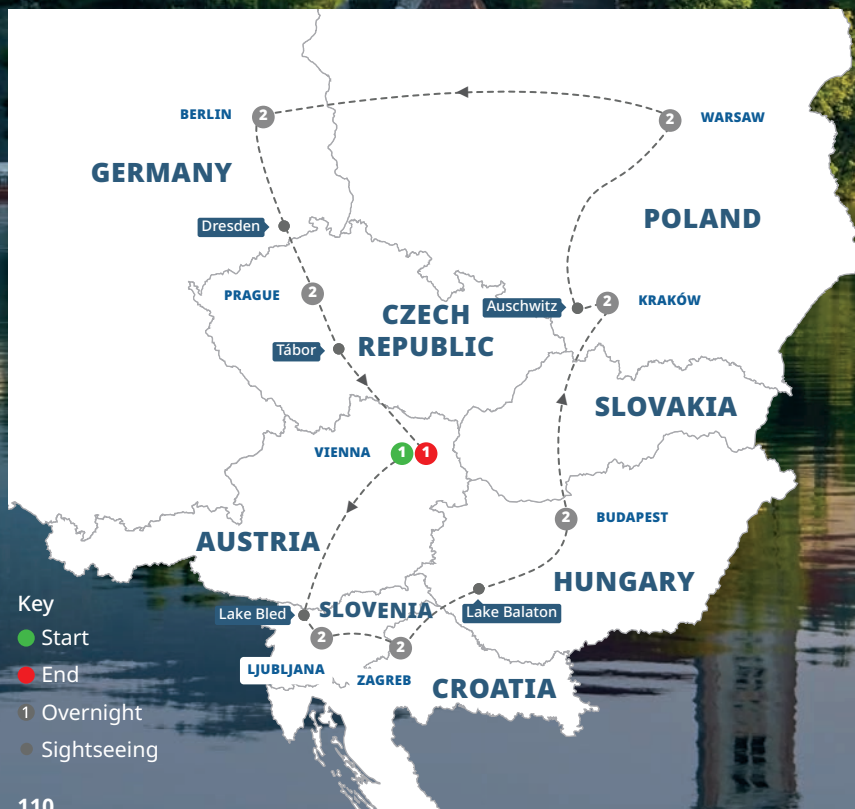 BERLIN
2
2
WARSAW
GERMANY
POLAND
Dresden
PRAGUE
2
CZECH
REPUBLIC
Auschwitz
2
KRAKÓW
Tábor
SLOVAKIA
VIENNA
1
1
2
BUDAPEST
AUSTRIA
HUNGARY
Lake Balaton
Lake Bled
SLOVENIA
2
2
LJUBLJANA
ZAGREB
CROATIA
Key
Start
End
1 Overnight
Sightseeing
110